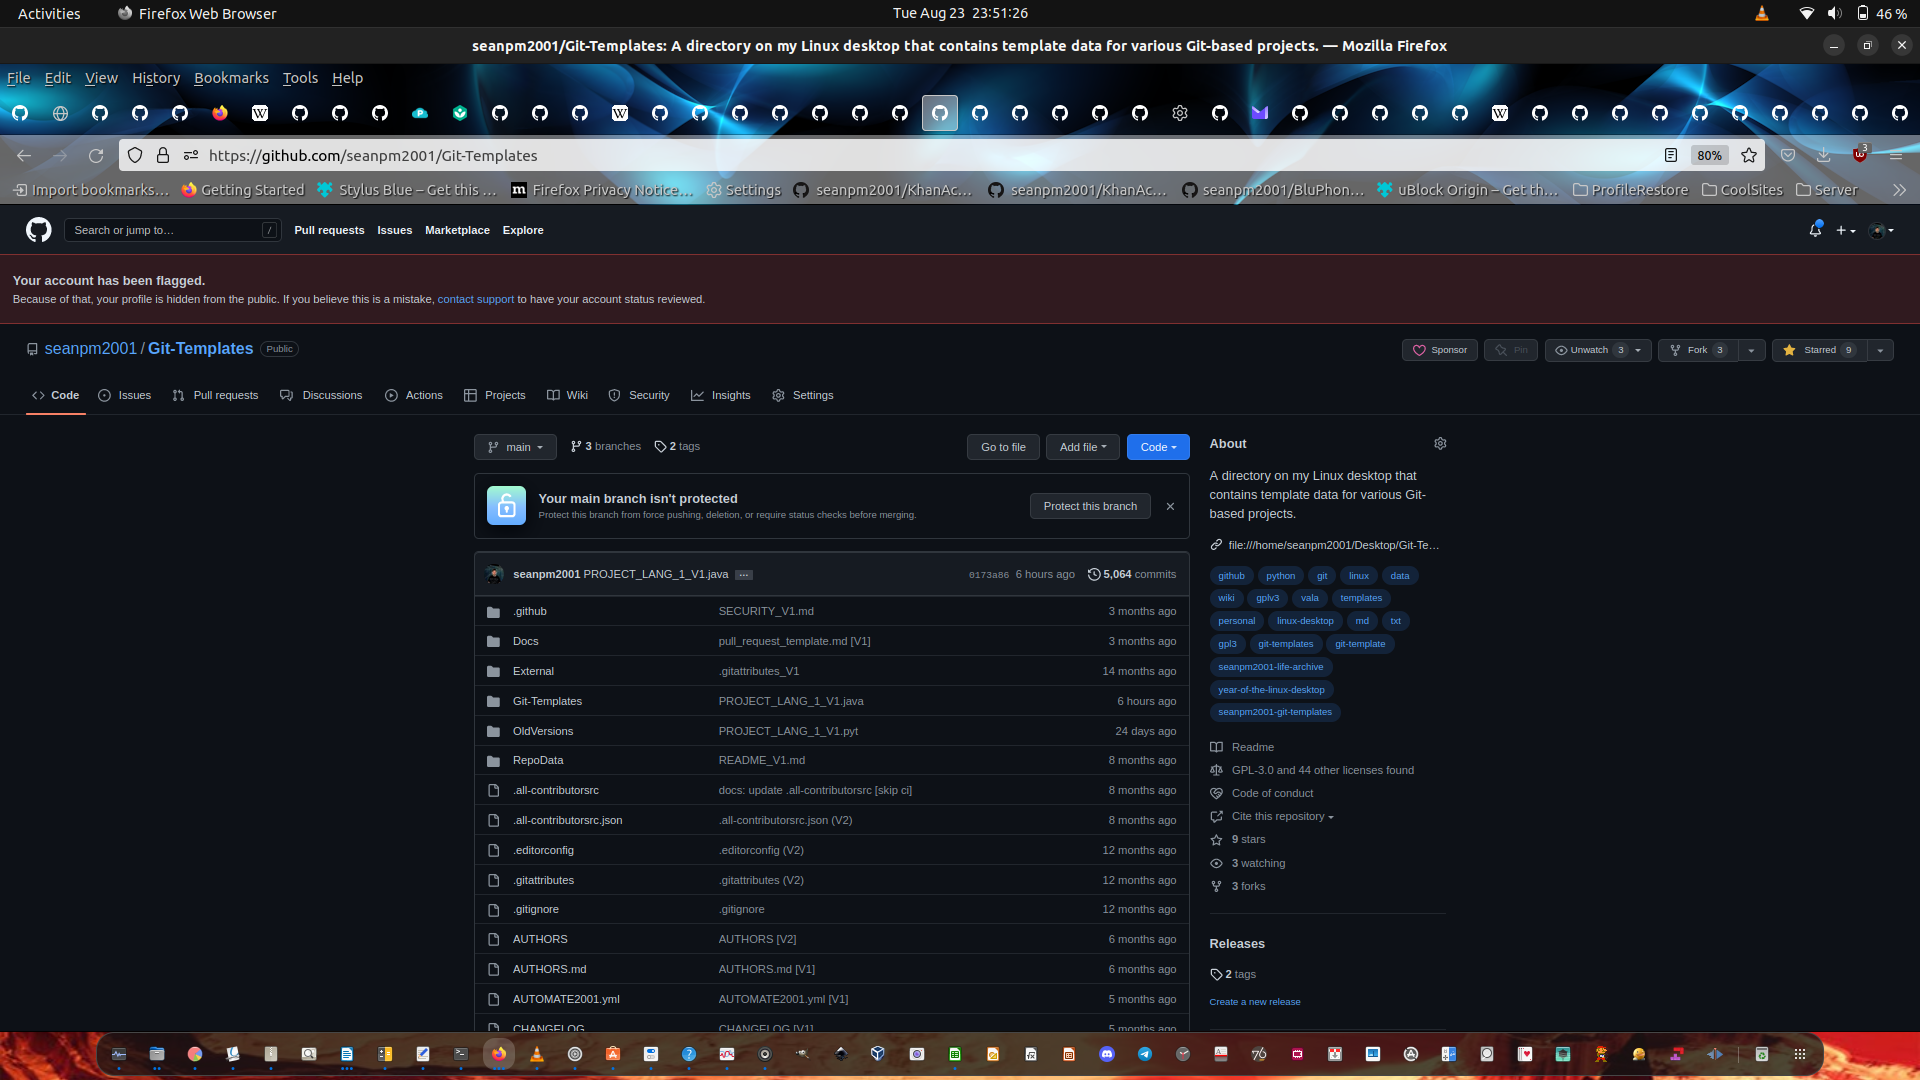 Activities
Firefox Web Browser
Tue Aug 23 23:51:26
46 %
seanpm2001/Git-Templates: A directory on my Linux desktop that contains template data for various Git-based projects. — Mozilla Firefox
File Edit View History Bookmarks Tools Help
https://github.com/seanpm2001/Git-Templates
80%
3
Import bookmarks…
Getting Started
Stylus Blue – Get this …
Firefox Privacy Notice…
Settings
seanpm2001/KhanAc…
seanpm2001/KhanAc…
seanpm2001/BluPhon…
uBlock Origin – Get th…
ProfileRestore
CoolSites
Server
Search or jump to…
/
Pull requests
Issues
Marketplace
Explore
Your account has been flagged.
Because of that, your profile is hidden from the public. If you believe this is a mistake, contact support to have your account status reviewed.
seanpm2001 / Git-Templates
Public
Sponsor
Pin
Unwatch 3
Fork 3
Starred 9
Code
Issues
Pull requests
Discussions
Actions
Projects
Wiki
Security
Insights
Settings
main
3 branches
2 tags
Go to file
Add file
Code
Your main branch isn't protected
Protect this branch from force pushing, deletion, or require status checks before merging.
Protect this branch
seanpm2001 PROJECT_LANG_1_V1.java …
0173a86 6 hours ago
5,064 commits
.github SECURITY_V1.md 3 months ago
Docs pull_request_template.md [V1] 3 months ago
External .gitattributes_V1 14 months ago
Git-Templates PROJECT_LANG_1_V1.java 6 hours ago
OldVersions PROJECT_LANG_1_V1.pyt 24 days ago
RepoData README_V1.md 8 months ago
.all-contributorsrc docs: update .all-contributorsrc [skip ci] 8 months ago
.all-contributorsrc.json .all-contributorsrc.json (V2) 8 months ago
.editorconfig .editorconfig (V2) 12 months ago
.gitattributes .gitattributes (V2) 12 months ago
.gitignore .gitignore 12 months ago
AUTHORS AUTHORS [V2] 6 months ago
AUTHORS.md AUTHORS.md [V1] 6 months ago
AUTOMATE2001.yml AUTOMATE2001.yml [V1] 5 months ago
CHANGELOG CHANGELOG [V1] 5 months ago
About
A directory on my Linux desktop that
contains template data for various Git-
based projects.
file:///home/seanpm2001/Desktop/Git-Te…
github python git linux data
wiki gplv3 vala templates
personal linux-desktop md txt
gpl3 git-templates git-template
seanpm2001-life-archive
year-of-the-linux-desktop
seanpm2001-git-templates
Readme
GPL-3.0 and 44 other licenses found
Code of conduct
Cite this repository
9 stars
3 watching
3 forks
Releases
2 tags
Create a new release